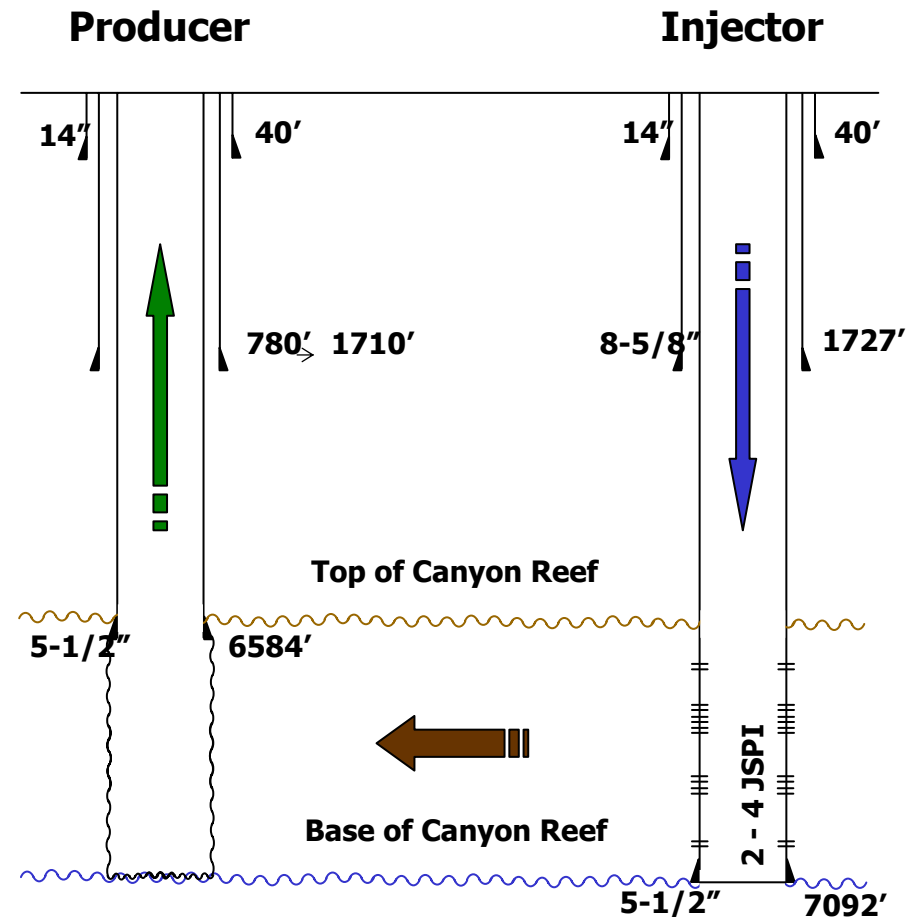 Producer Injector
14” 40’ 14” 40’
780’ → 1710’ 8-5/8” 1727’
Top of Canyon Reef
5-1/2” 6584’
2 - 4 JSPI
Base of Canyon Reef
5-1/2” 7092’